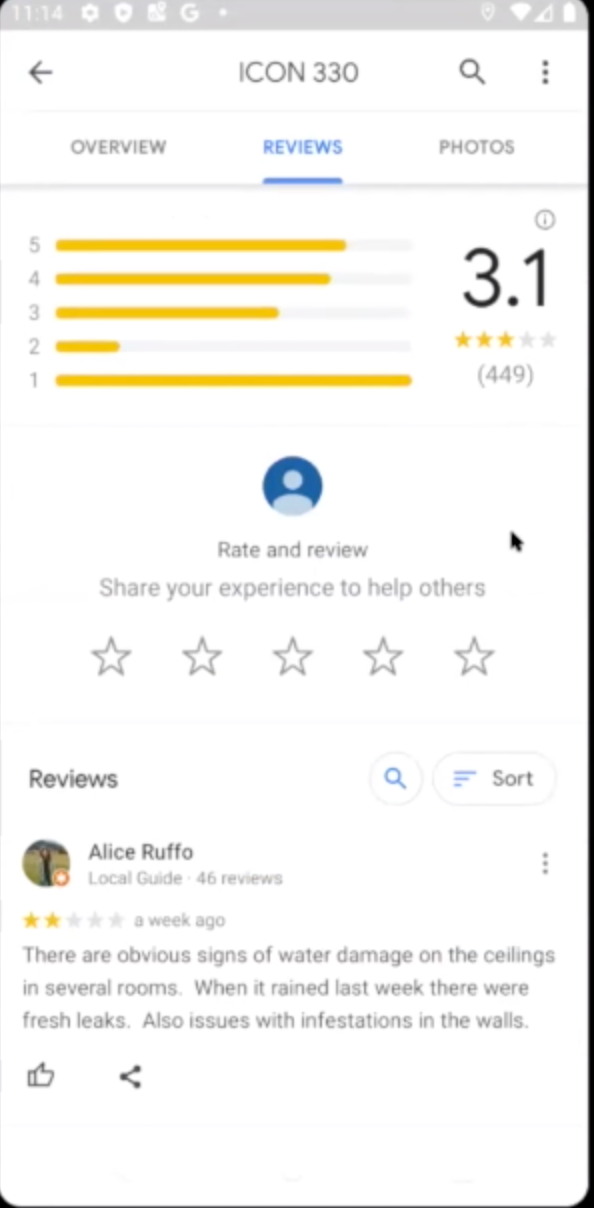 11:14
ICON 330
OVERVIEW REVIEWS PHOTOS
5
4
3
2
1
3.1
(449)
Rate and review
Share your experience to help others
Reviews
Sort
Alice Ruffo
Local Guide · 46 reviews
a week ago
There are obvious signs of water damage on the ceilings
in several rooms.  When it rained last week there were
fresh leaks.  Also issues with infestations in the walls.